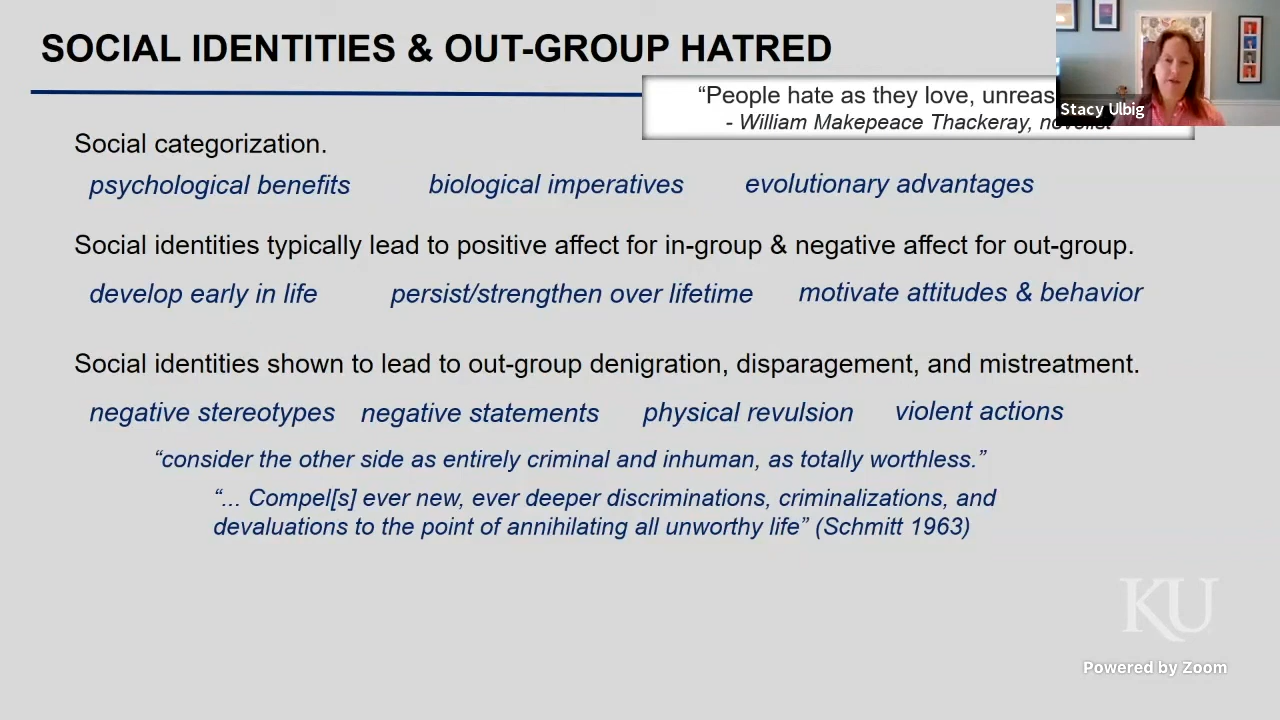 SOCIAL IDENTITIES & OUT-GROUP HATRED
“People hate as they love, unreas
- William Makepeace Thackeray, novelist
Stacy Ulbig
Social categorization.
psychological benefits biological imperatives evolutionary advantages
Social identities typically lead to positive affect for in-group & negative affect for out-group.
develop early in life persist/strengthen over lifetime motivate attitudes & behavior
Social identities shown to lead to out-group denigration, disparagement, and mistreatment.
negative stereotypes negative statements physical revulsion violent actions
“consider the other side as entirely criminal and inhuman, as totally worthless.”
“... Compel[s] ever new, ever deeper discriminations, criminalizations, and
devaluations to the point of annihilating all unworthy life” (Schmitt 1963)
KU
Powered by Zoom